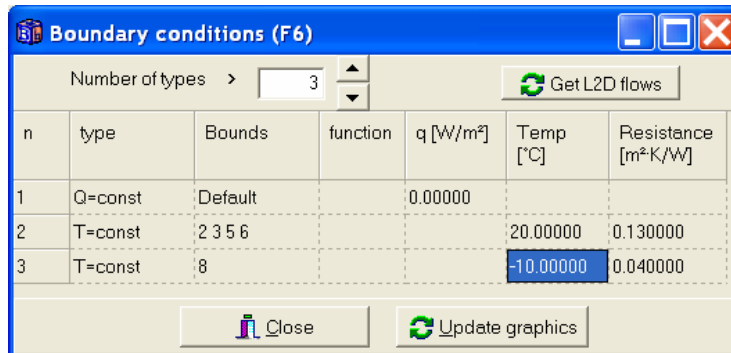 Boundary conditions (F6)
Number of types > 3 Get L2D flows
n type Bounds function q [W/m²] Temp [°C] Resistance [m²·K/W]
1 Q=const Default 0.00000
2 T=const 2 3 5 6 20.00000 0.130000
3 T=const 8 -10.00000 0.040000
Close Update graphics